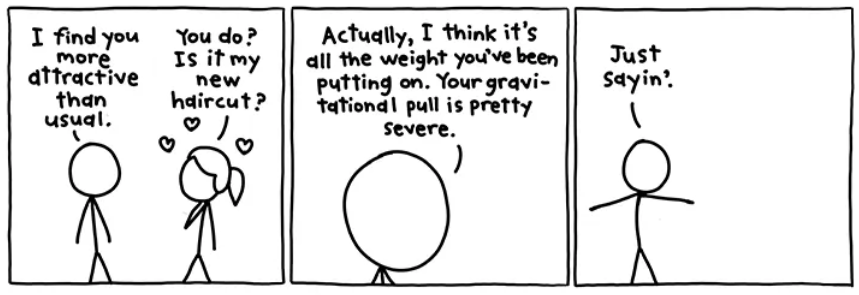 I find you
more
attractive
than
usual.
You do?
Is it my
new
haircut?
Actually, I think it's
all the weight you've been
putting on. Your gravi-
tational pull is pretty
severe.
Just
sayin'.